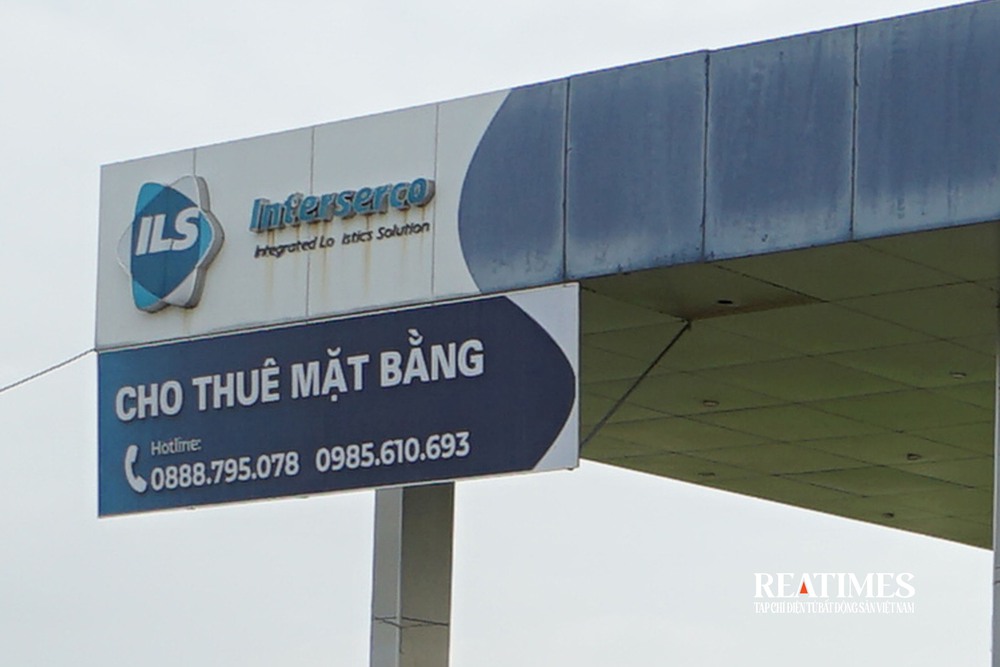 ILS
Interserco
Integrated Lo istics Solution
CHO THUÊ MẶT BẰNG
Hotline:
0888.795.078 0985.610.693
REATIMES
TẠP CHÍ ĐIỆN TỬ BẤT ĐỘNG SẢN VIỆT NAM